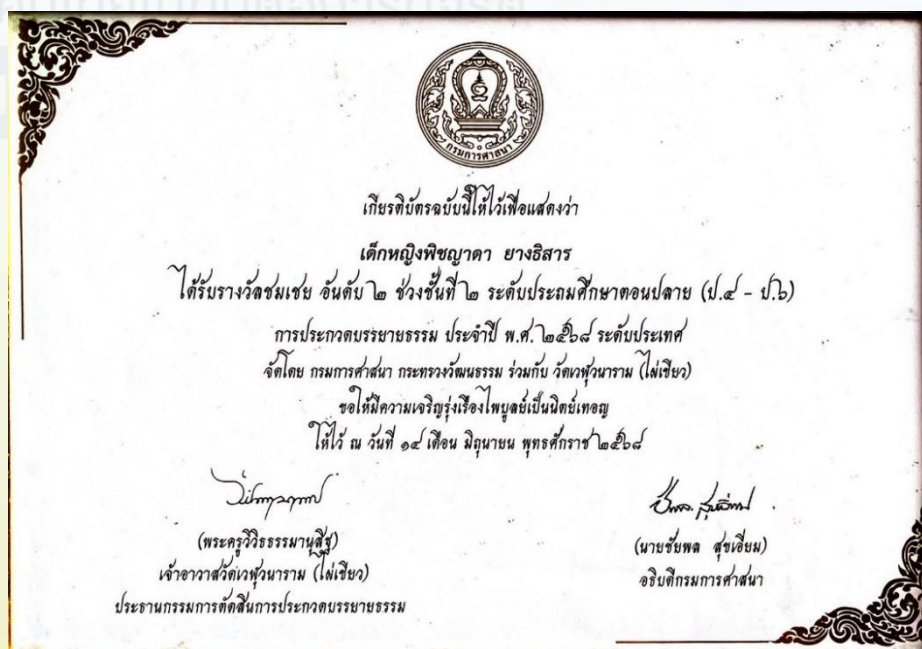 กรมการศาสนา
เกียรติบัตรฉบับนี้ให้ไว้เพื่อแสดงว่า
เด็กหญิงพิชญาดา ยางธิสาร
ได้รับรางวัลชมเชย อันดับ ๒ ช่วงชั้นที่ ๒ ระดับประถมศึกษาตอนปลาย (ป.๔ - ป.๖)
การประกวดบรรยายธรรม ประจำปี พ.ศ. ๒๕๖๘ ระดับประเทศ
จัดโดย กรมการศาสนา กระทรวงวัฒนธรรม ร่วมกับ วัดเวฬุวนาราม (ไผ่เขียว)
ขอให้มีความเจริญรุ่งเรืองไพบูลย์เป็นนิตย์เทอญ
ให้ไว้ ณ วันที่ ๑๔ เดือน มิถุนายน พุทธศักราช ๒๕๖๘
(พระครูวิวิธธรรมานุสิฐ) (นายชัยพล สุขเอี่ยม)
เจ้าอาวาสวัดเวฬุวนาราม (ไผ่เขียว) อธิบดีกรมการศาสนา
ประธานกรรมการตัดสินการประกวดบรรยายธรรม